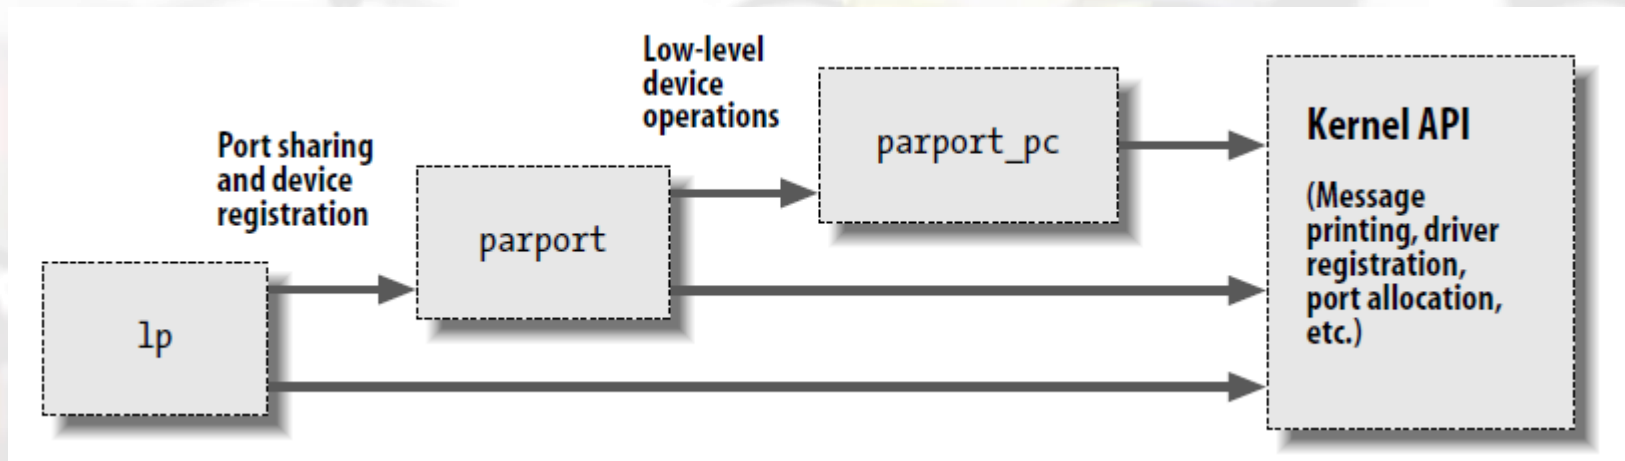 Low-level
device
operations
Port sharing
and device
registration
lp
parport
parport_pc
Kernel API
(Message
printing, driver
registration,
port allocation,
etc.)